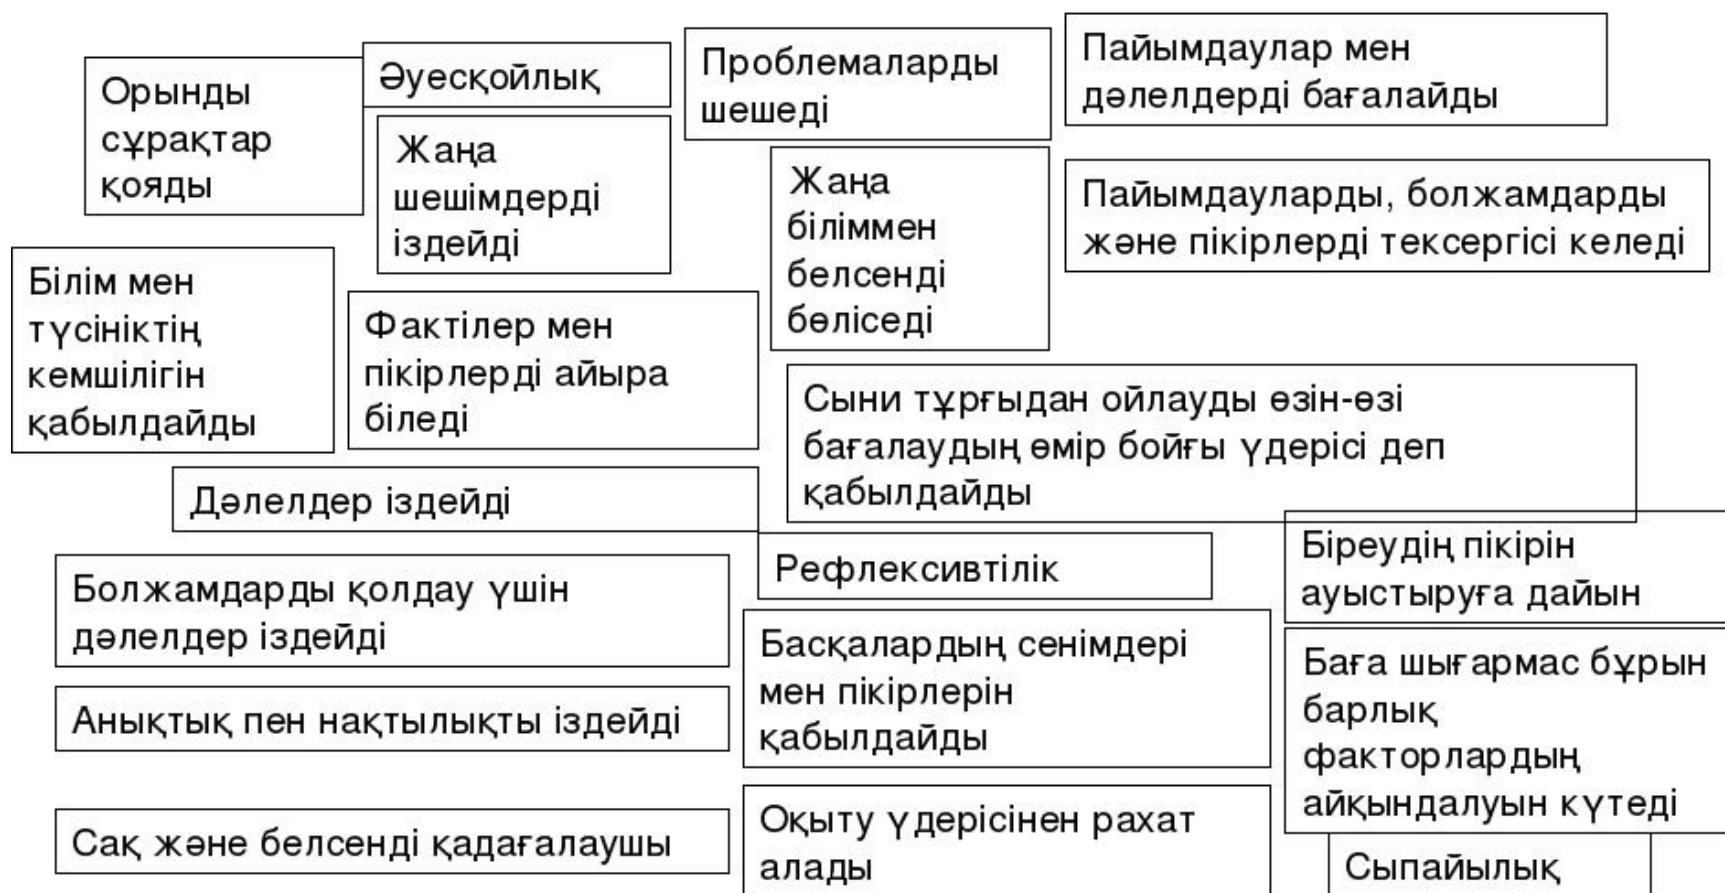 Орынды
сұрақтар
қояды
Әуесқойлық
Проблемаларды
шешеді
Пайымдаулар мен
дәлелдерді бағалайды
Жаңа
шешімдерді
іздейді
Жаңа
біліммен
белсенді
бөліседі
Пайымдауларды, болжамдарды
және пікірлерді тексергісі келеді
Білім мен
түсініктің
кемшілігін
қабылдайды
Фактілер мен
пікірлерді айыра
біледі
Сыни тұрғыдан ойлауды өзін-өзі
бағалаудың өмір бойғы үдерісі деп
қабылдайды
Дәлелдер іздейді
Рефлексивтілік
Біреудің пікірін
ауыстыруға дайын
Болжамдарды қолдау үшін
дәлелдер іздейді
Басқалардың сенімдері
мен пікірлерін
қабылдайды
Баға шығармас бұрын
барлық
факторлардың
айқындалуын күтеді
Анықтық пен нақтылықты іздейді
Сақ және белсенді қадағалаушы
Оқыту үдерісінен рахат
алады
Сыпайылық